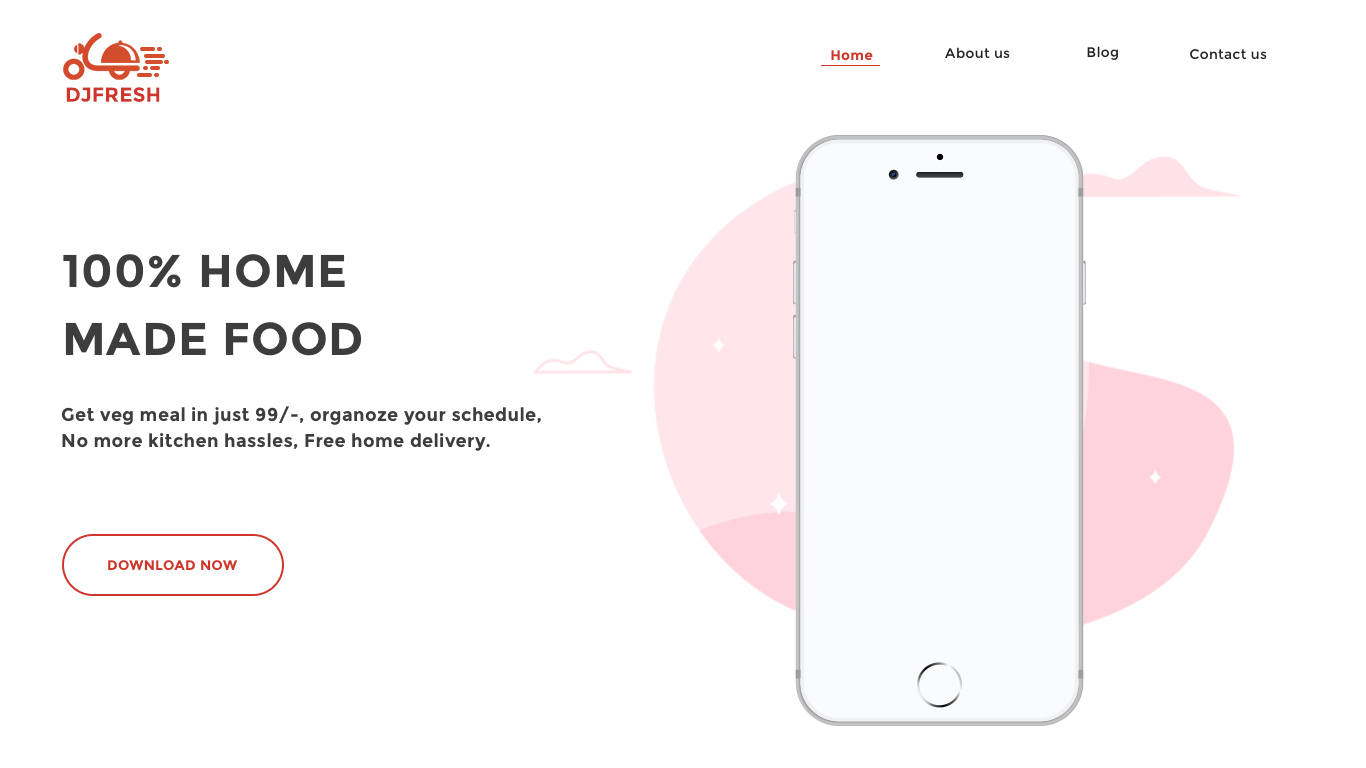 DJFRESH
Home
About us
Blog
Contact us
100% HOME
MADE FOOD
Get veg meal in just 99/-, organoze your schedule,
No more kitchen hassles, Free home delivery.
DOWNLOAD NOW